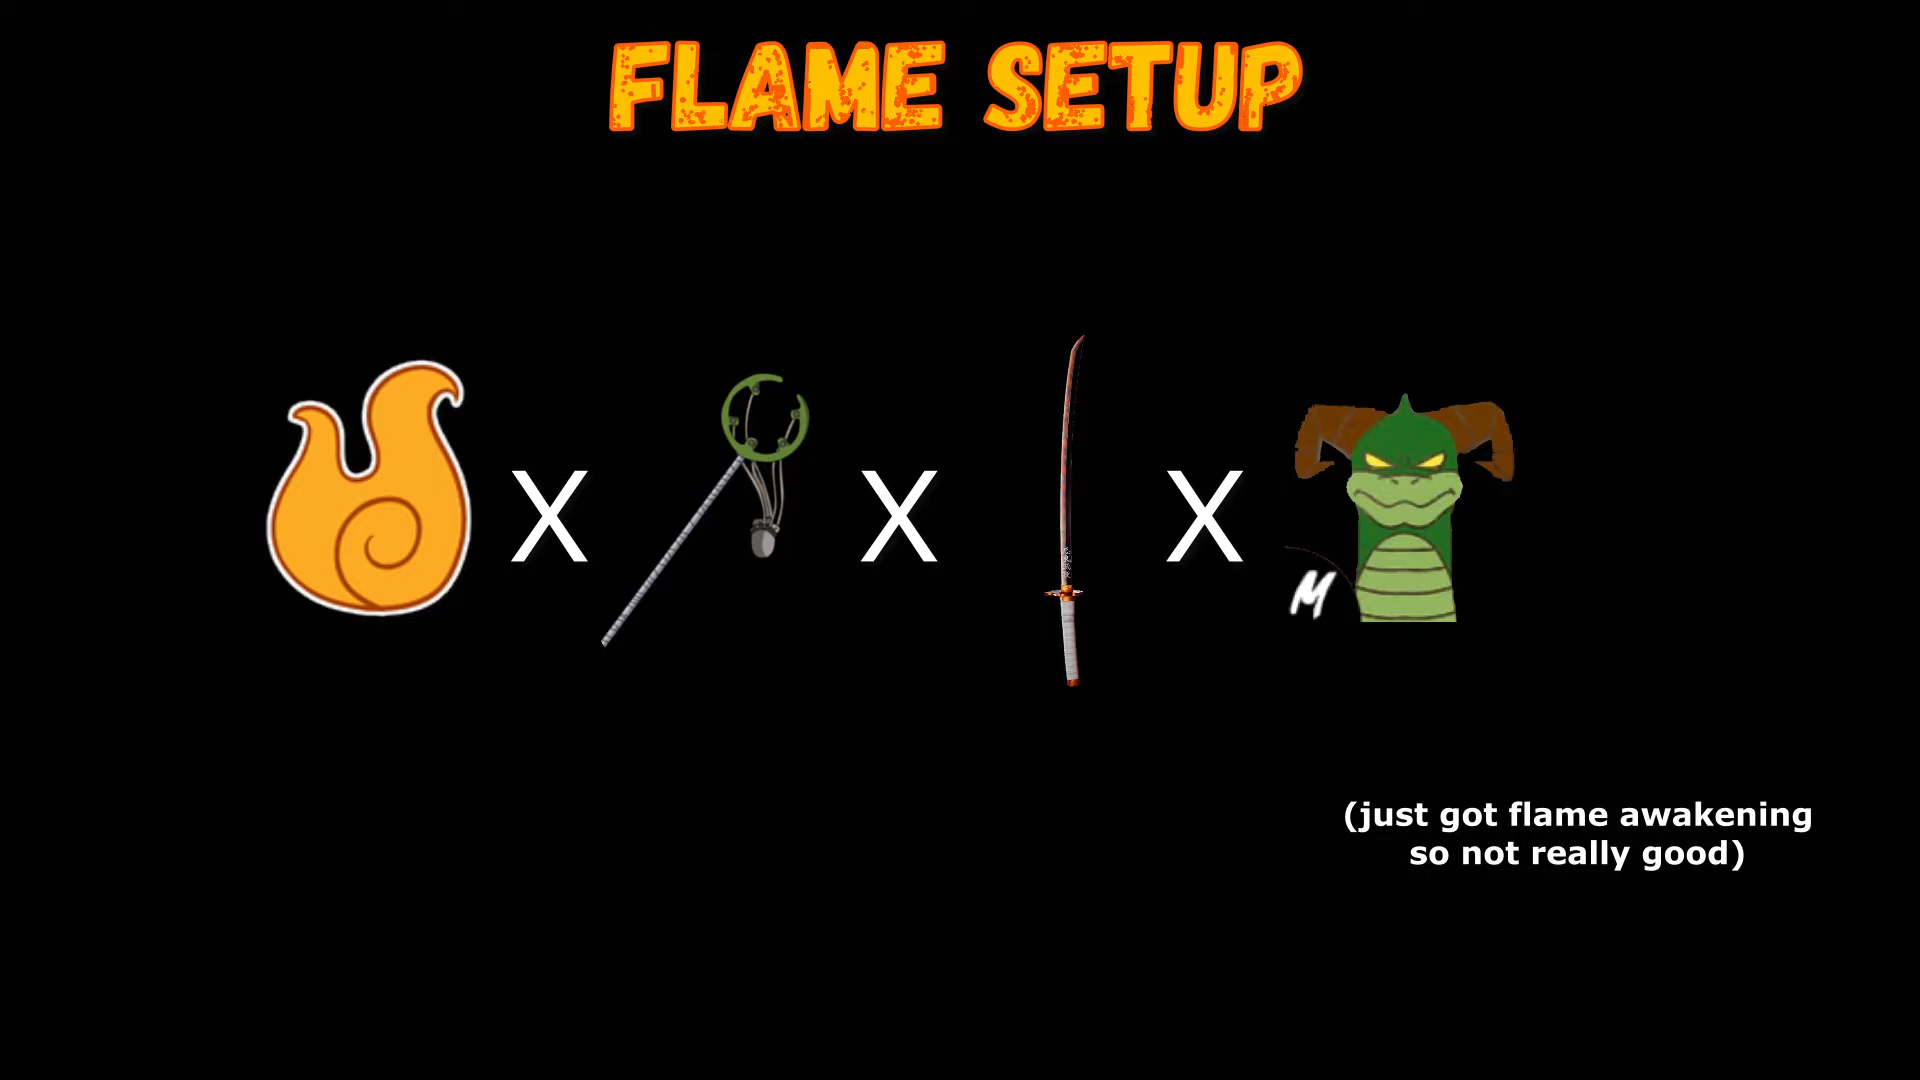 FLAME SETUP
X X X
M
(just got flame awakening
so not really good)